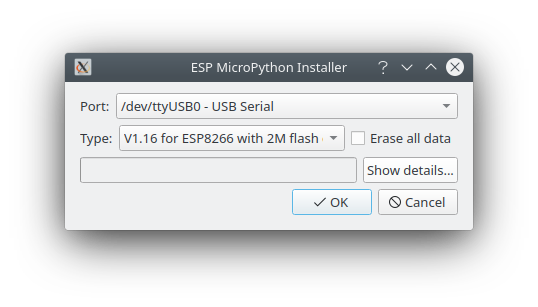 ESP MicroPython Installer
Port: /dev/ttyUSB0 - USB Serial
Type: V1.16 for ESP8266 with 2M flash Erase all data
Show details...
OK Cancel